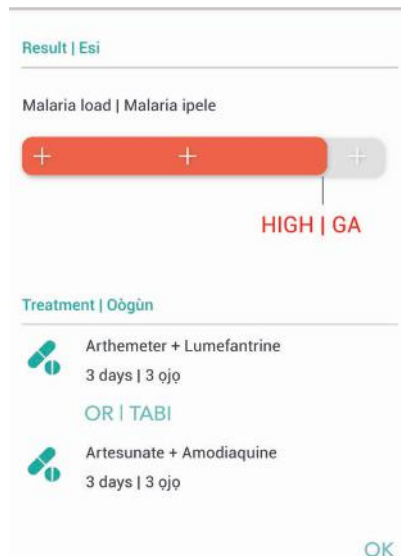 Result | Esi
Malaria load | Malaria ipele
+ + +
HIGH | GA
Treatment | Oògùn
Arthemeter + Lumefantrine
3 days | 3 ọjọ
OR | TABI
Artesunate + Amodiaquine
3 days | 3 ọjọ
OK